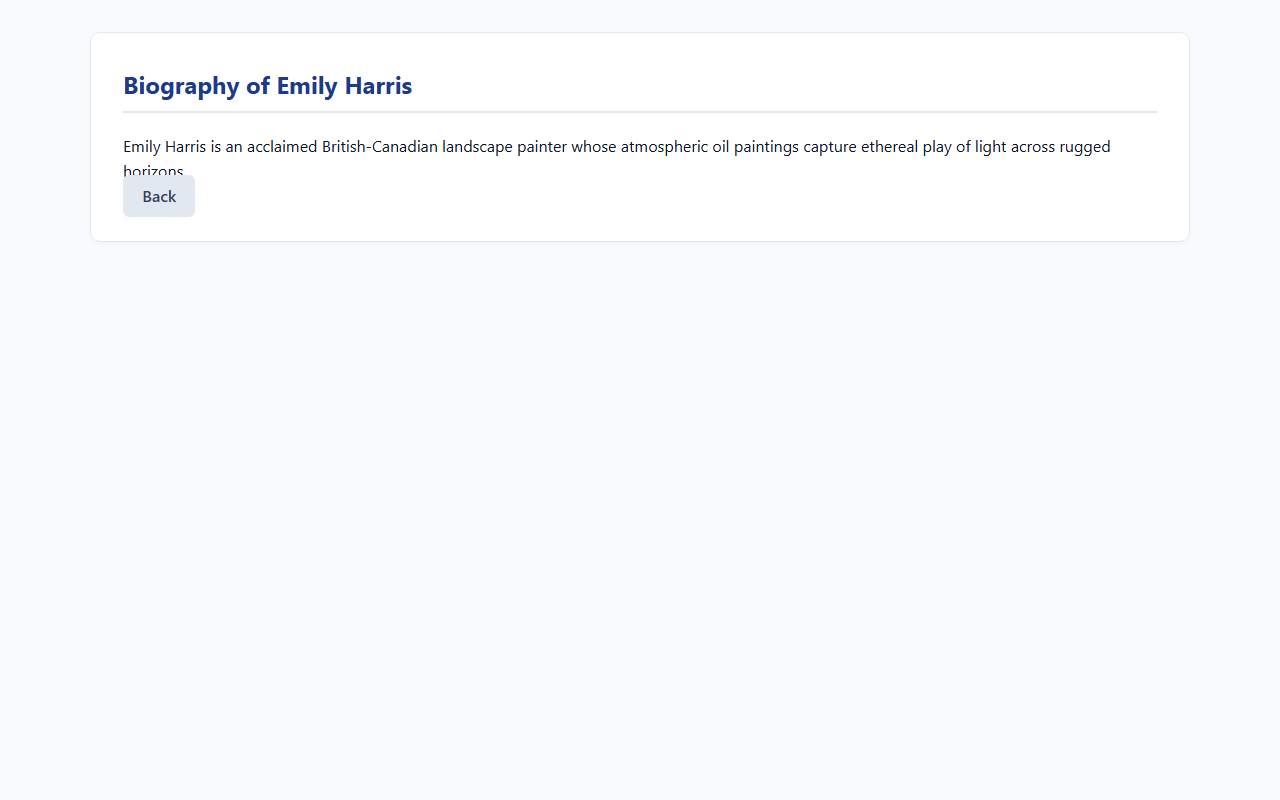 Biography of Emily Harris
Emily Harris is an acclaimed British-Canadian landscape painter whose atmospheric oil paintings capture ethereal play of light across rugged
horizons.
Back